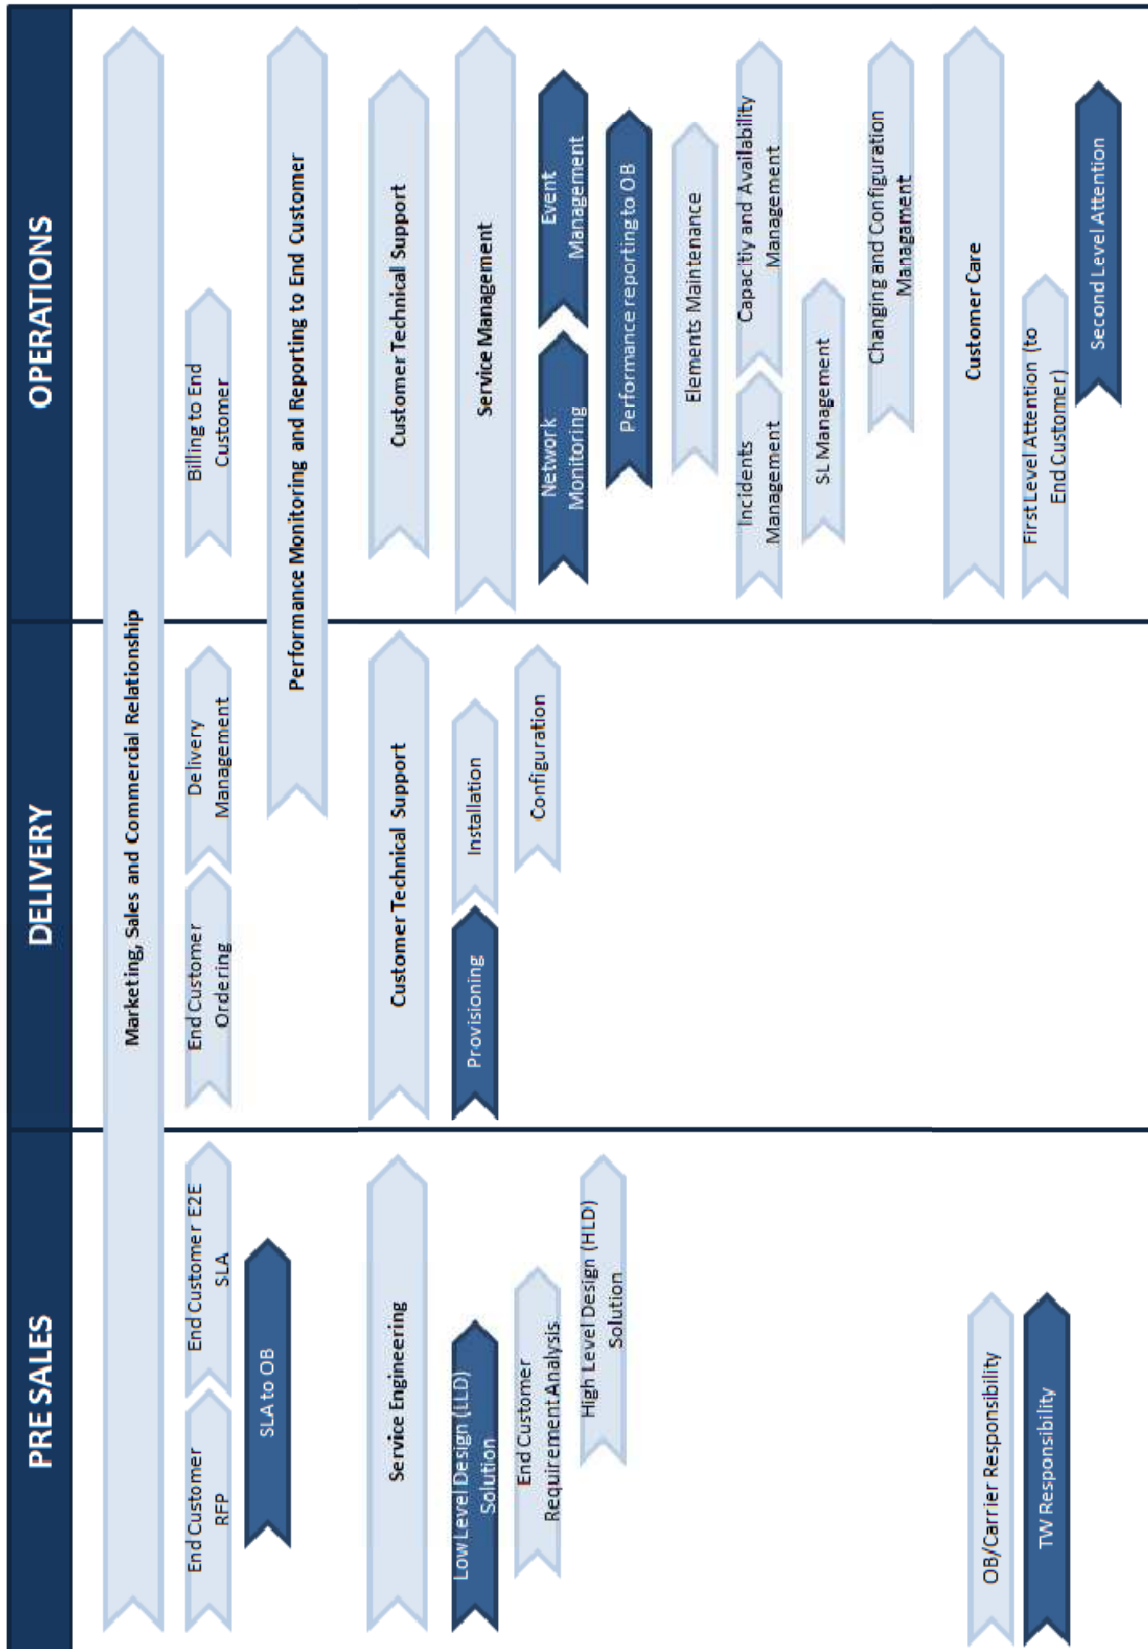 PRE SALES
DELIVERY
OPERATIONS
Marketing, Sales and Commercial Relationship
End Customer
RFP
End Customer E2E
SLA
End Customer
Ordering
Delivery
Management
Billing to End
Customer
SLA to OB
Performance Monitoring and Reporting to End Customer
Service Engineering
Customer Technical Support
Customer Technical Support
Low Level Design (LLD)
Solution
Provisioning
Installation
Service Management
End Customer
Requirement Analysis
Configuration
Network
Monitoring
Event
Management
High Level Design (HLD)
Solution
Performance reporting to OB
Elements Maintenance
Incidents
Management
Capacitiy and Availability
Management
SL Management
Changing and Configuration
Managament
Customer Care
First Level Attention (to
End Customer)
Second Level Attention
OB/Carrier Responsibility
TW Responsibility